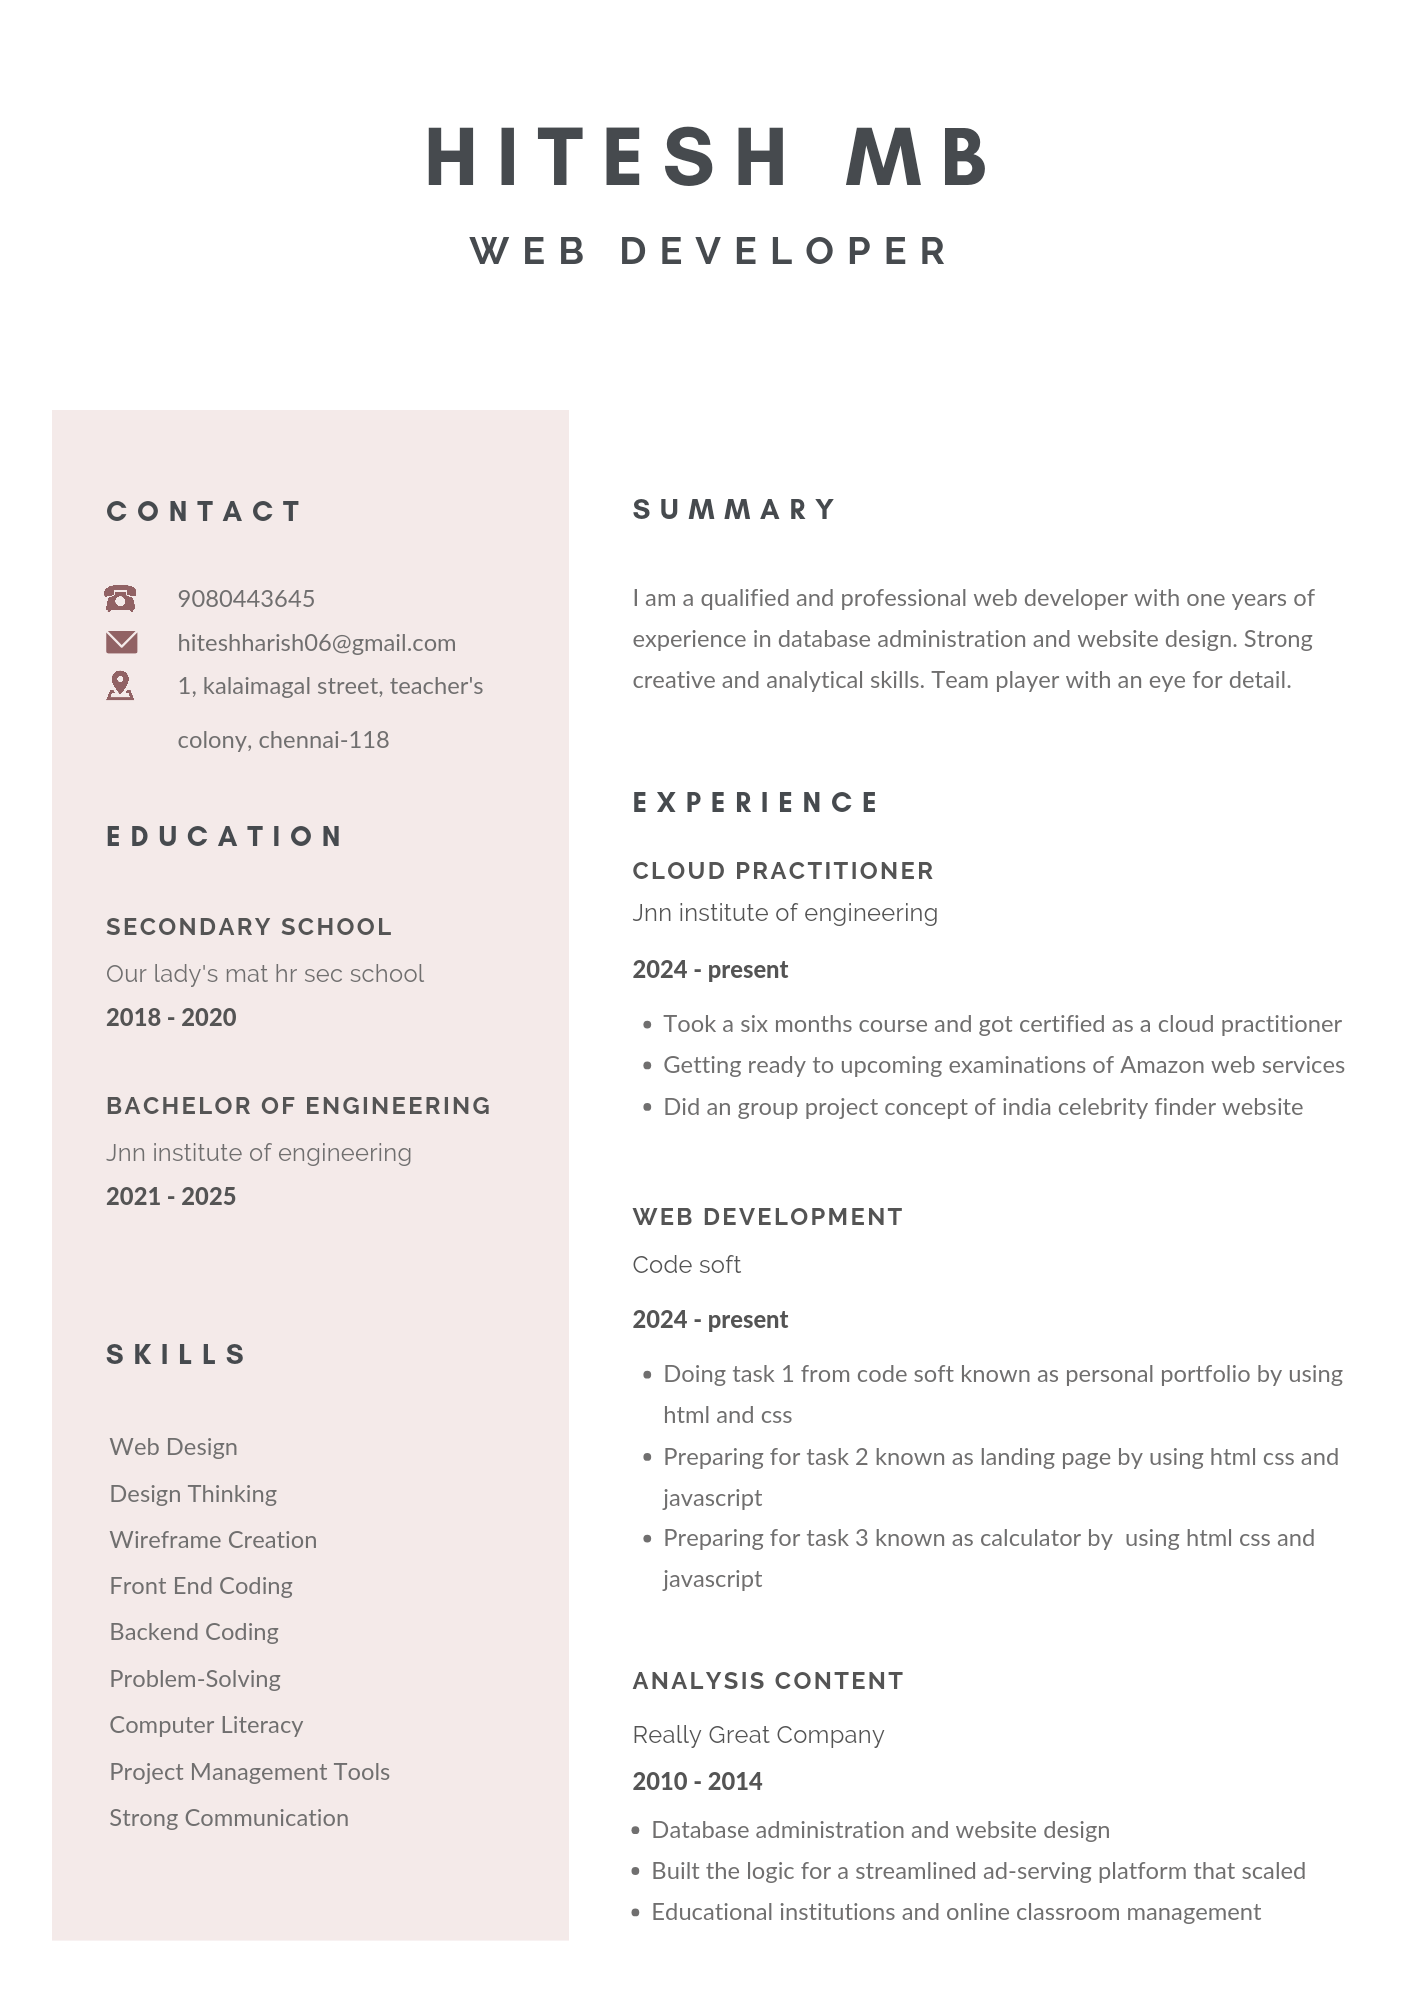 HITESH MB
WEB DEVELOPER
CONTACT
9080443645
hiteshharish06@gmail.com
1, kalaimagal street, teacher's
colony, chennai-118
EDUCATION
SECONDARY SCHOOL
Our lady's mat hr sec school
2018 - 2020
BACHELOR OF ENGINEERING
Jnn institute of engineering
2021 - 2025
SKILLS
Web Design
Design Thinking
Wireframe Creation
Front End Coding
Backend Coding
Problem-Solving
Computer Literacy
Project Management Tools
Strong Communication
SUMMARY
I am a qualified and professional web developer with one years of
experience in database administration and website design. Strong
creative and analytical skills. Team player with an eye for detail.
EXPERIENCE
CLOUD PRACTITIONER
Jnn institute of engineering
2024 - present
• Took a six months course and got certified as a cloud practitioner
• Getting ready to upcoming examinations of Amazon web services
• Did an group project concept of india celebrity finder website
WEB DEVELOPMENT
Code soft
2024 - present
• Doing task 1 from code soft known as personal portfolio by using
html and css
• Preparing for task 2 known as landing page by using html css and
javascript
• Preparing for task 3 known as calculator by  using html css and
javascript
ANALYSIS CONTENT
Really Great Company
2010 - 2014
• Database administration and website design
• Built the logic for a streamlined ad-serving platform that scaled
• Educational institutions and online classroom management